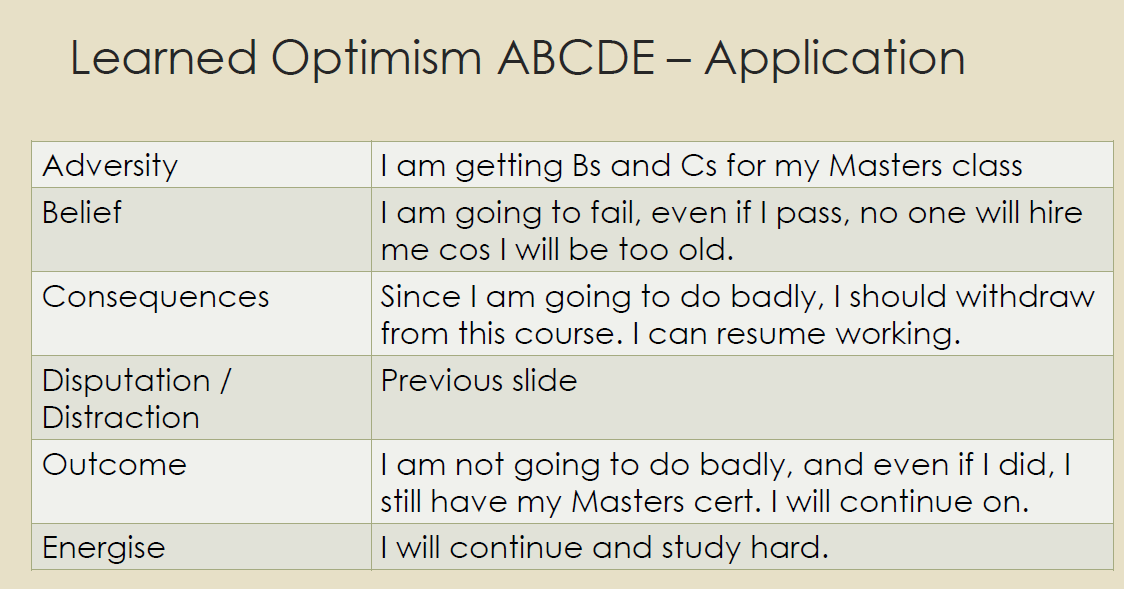 Learned Optimism ABCDE – Application
Adversity
I am getting Bs and Cs for my Masters class
Belief
I am going to fail, even if I pass, no one will hire
me cos I will be too old.
Consequences
Since I am going to do badly, I should withdraw
from this course. I can resume working.
Disputation /
Distraction
Previous slide
Outcome
I am not going to do badly, and even if I did, I
still have my Masters cert. I will continue on.
Energise
I will continue and study hard.